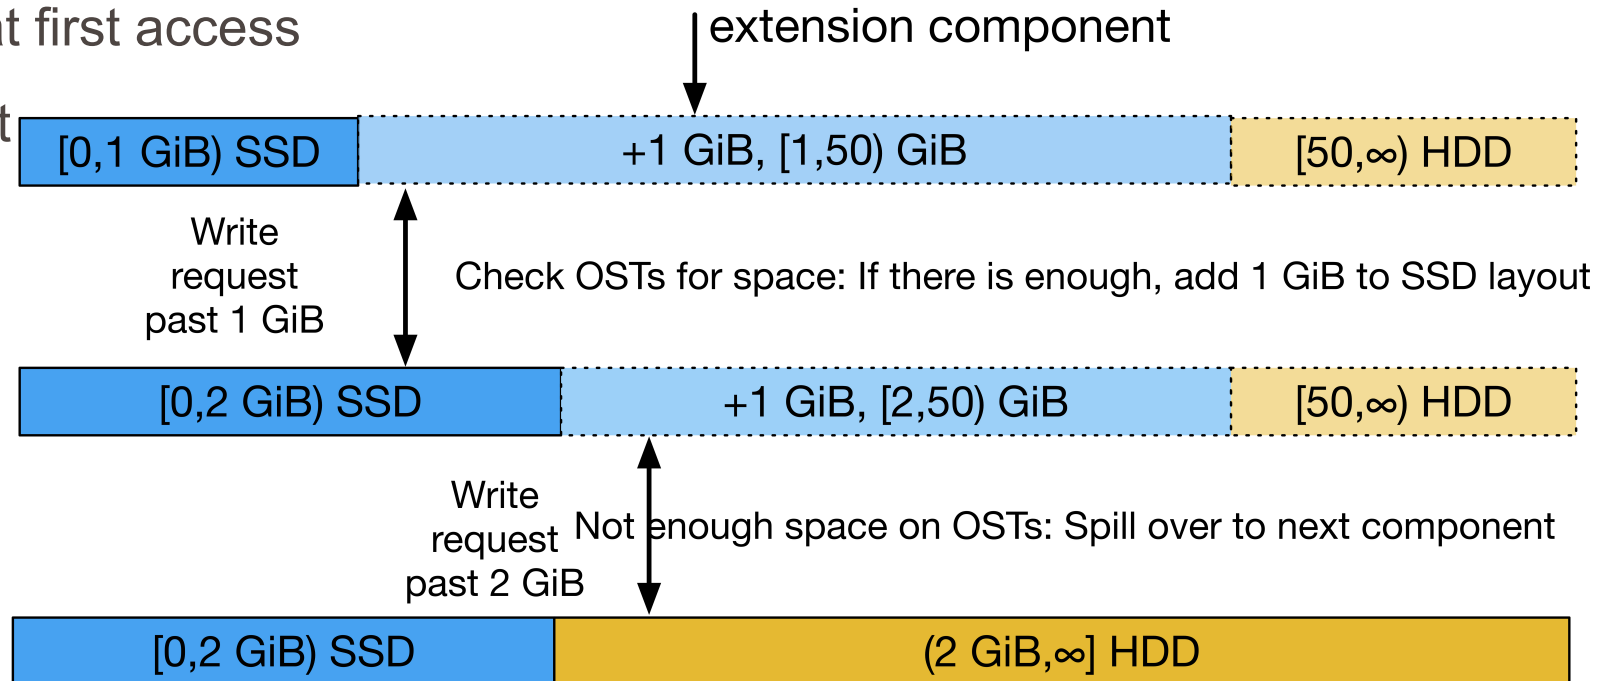 at first access
extension component
t
[0,1 GiB) SSD
+1 GiB, [1,50) GiB
[50,∞) HDD
Write
request
past 1 GiB
Check OSTs for space: If there is enough, add 1 GiB to SSD layout
[0,2 GiB) SSD
+1 GiB, [2,50) GiB
[50,∞) HDD
Write
request
past 2 GiB
Not enough space on OSTs: Spill over to next component
[0,2 GiB) SSD
(2 GiB,∞] HDD